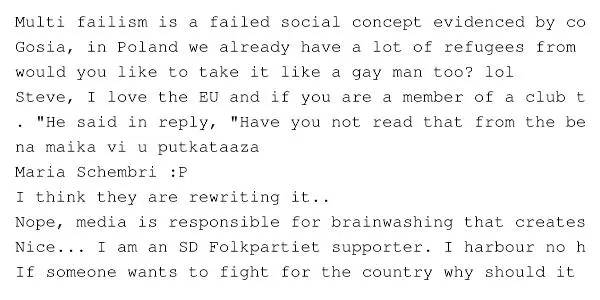 Multi failism is a failed social concept evidenced by co
Gosia, in Poland we already have a lot of refugees from
would you like to take it like a gay man too? lol
Steve, I love the EU and if you are a member of a club t
. "He said in reply, "Have you not read that from the be
na maika vi u putkataaza
Maria Schembri :P
I think they are rewriting it..
Nope, media is responsible for brainwashing that creates
Nice... I am an SD Folkpartiet supporter. I harbour no h
If someone wants to fight for the country why should it